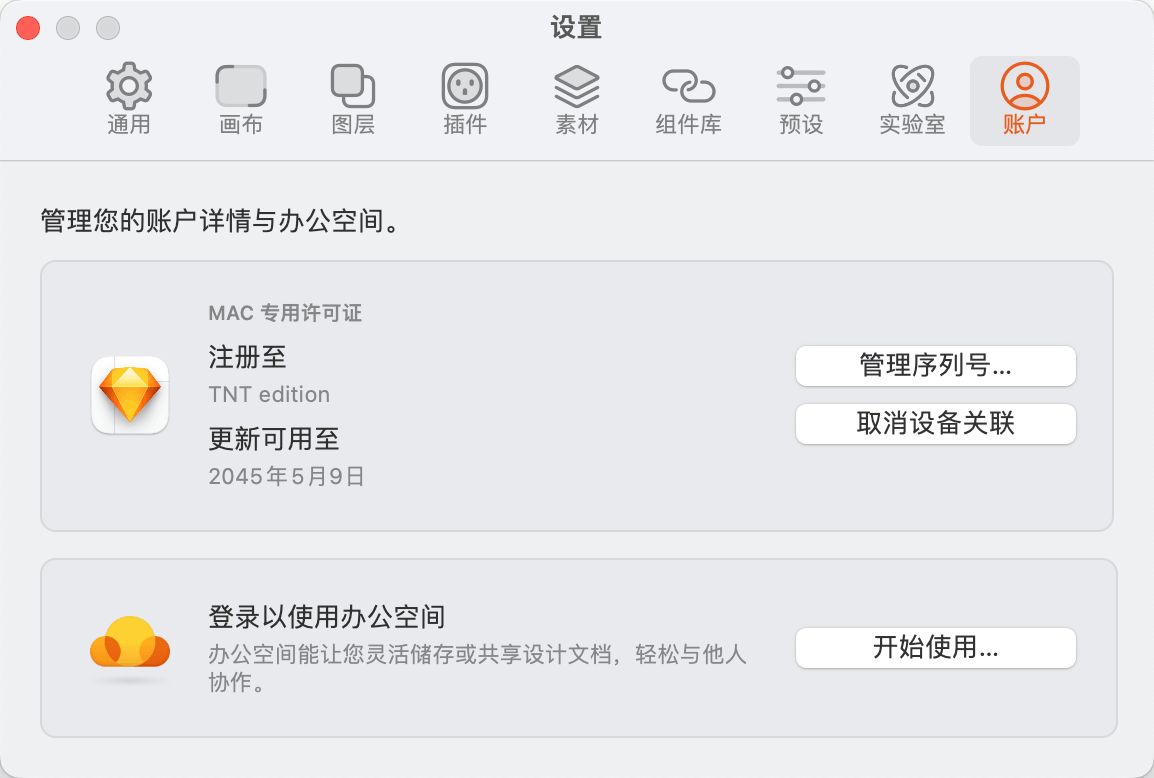 设置
通用
画布
图层
插件
素材
组件库
预设
实验室
账户
管理您的账户详情与办公空间。
MAC 专用许可证
注册至
TNT edition
更新可用至
2045年5月9日
管理序列号...
取消设备关联
登录以使用办公空间
办公空间能让您灵活储存或共享设计文档，轻松与他人
协作。
开始使用...